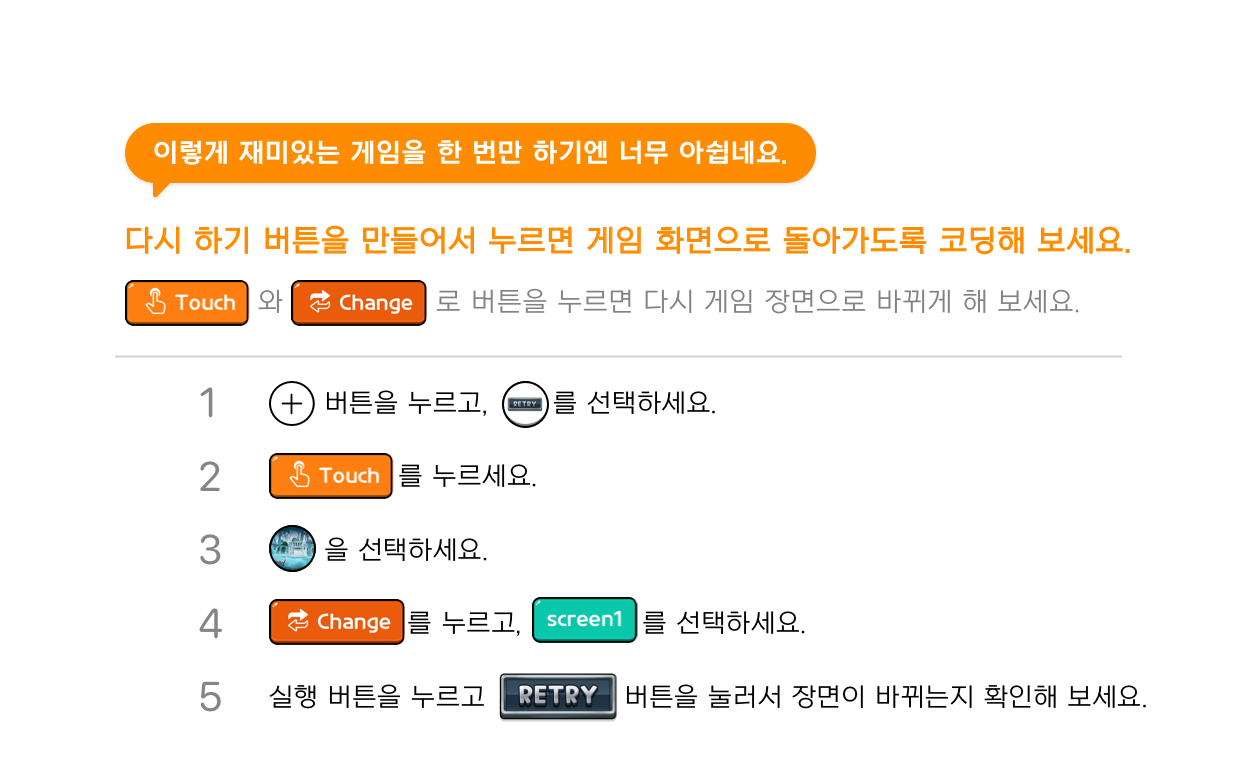 이렇게 재미있는 게임을 한 번만 하기엔 너무 아쉽네요.
다시 하기 버튼을 만들어서 누르면 게임 화면으로 돌아가도록 코딩해 보세요.
Touch 와 Change 로 버튼을 누르면 다시 게임 장면으로 바뀌게 해 보세요.
1 버튼을 누르고, RETRY 를 선택하세요.
2 Touch 를 누르세요.
3 을 선택하세요.
4 Change 를 누르고, screen1 를 선택하세요.
5 실행 버튼을 누르고 RETRY 버튼을 눌러서 장면이 바뀌는지 확인해 보세요.